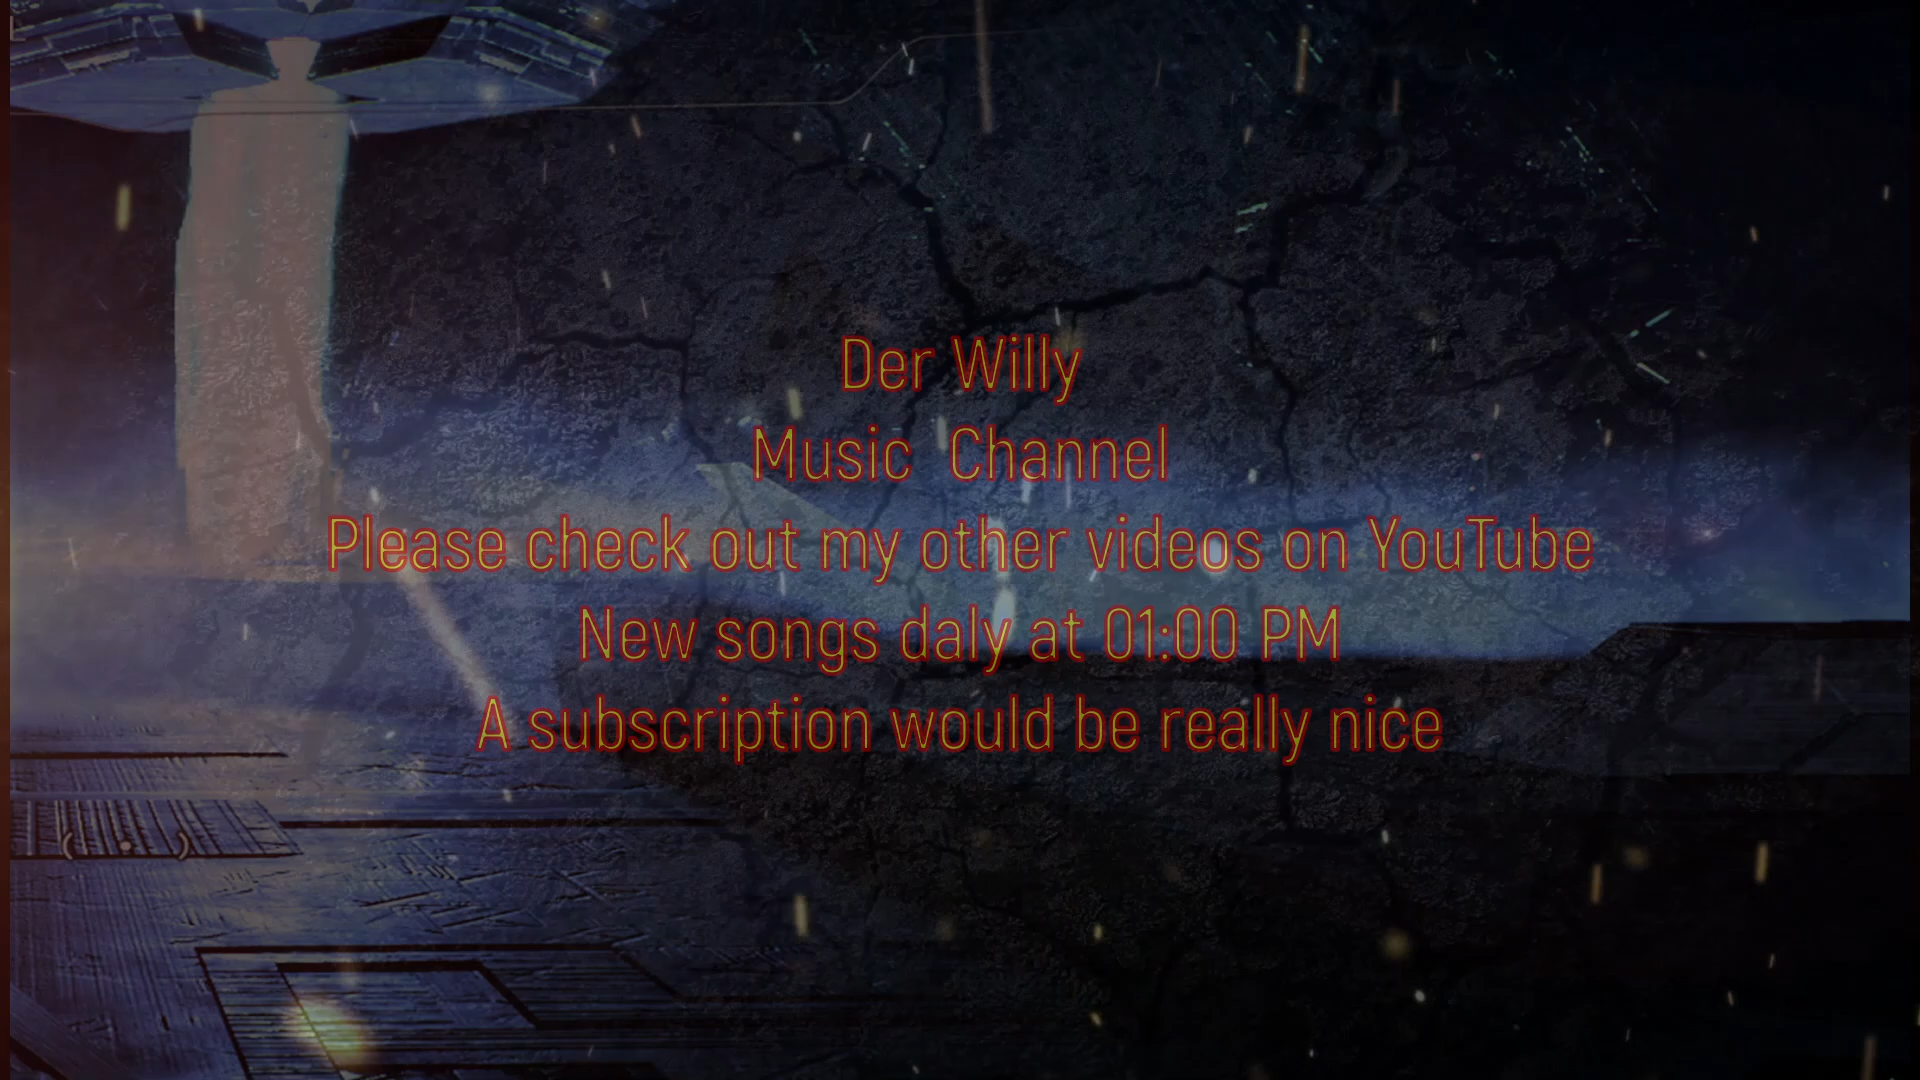 Der Willy
Music  Channel
Please check out my other videos on YouTube
New songs daly at 01:00 PM
A subscription would be really nice